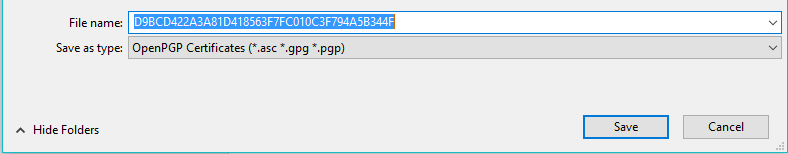 File name: D9BCD422A3A81D418563F7FC010C3F794A5B344F
Save as type: OpenPGP Certificates (*.asc *.gpg *.pgp)
Hide Folders Save Cancel